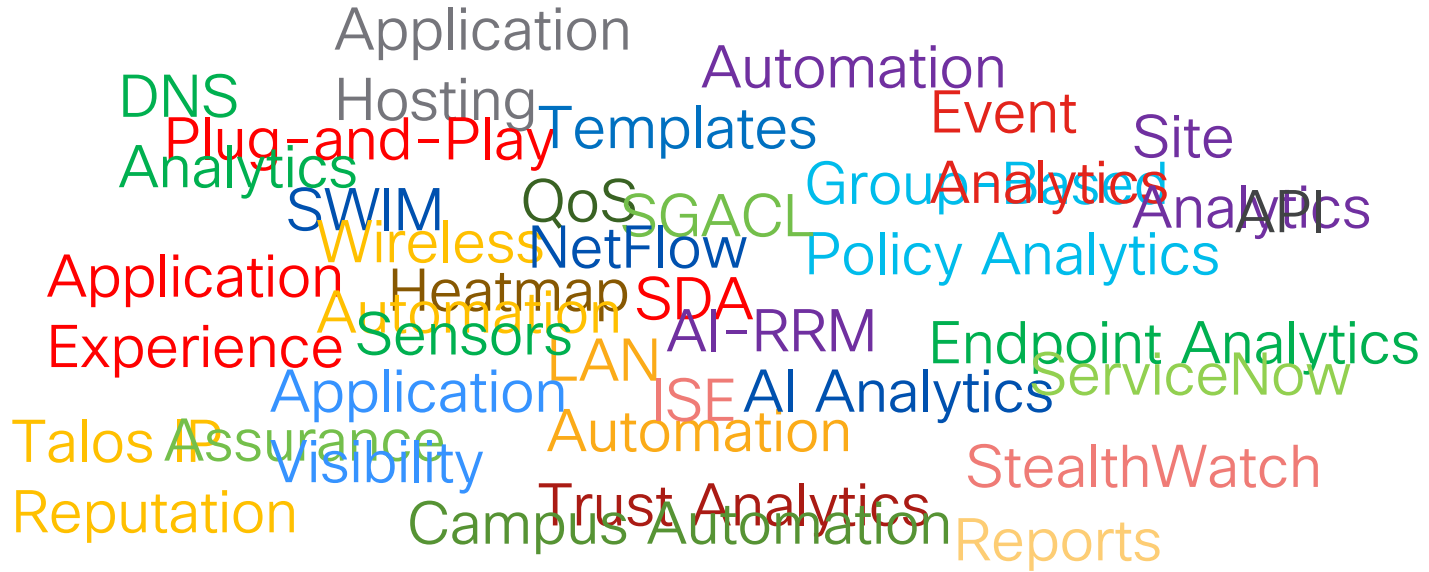 Application
Hosting
Automation
DNS
Analytics
Plug-and-Play
Templates
Event
Analytics
Site
Analytics
Group-Based
Policy Analytics
API
SWIM
QoS
SGACL
Wireless
Automation
NetFlow
Application
Experience
Heatmap
SDA
Sensors
AI-RRM
LAN
Automation
Endpoint Analytics
ServiceNow
Application
Visibility
ISE
AI Analytics
Talos IP
Reputation
Assurance
StealthWatch
Trust Analytics
Campus Automation
Reports